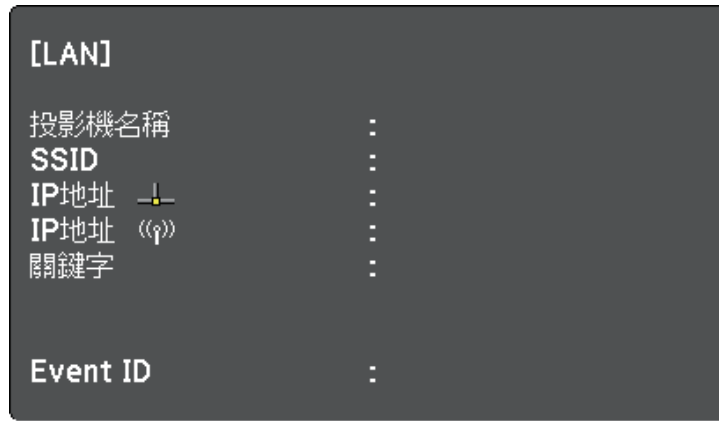 [LAN]
投影機名稱 :
SSID :
IP地址 :
IP地址 :
關鍵字 :
Event ID :